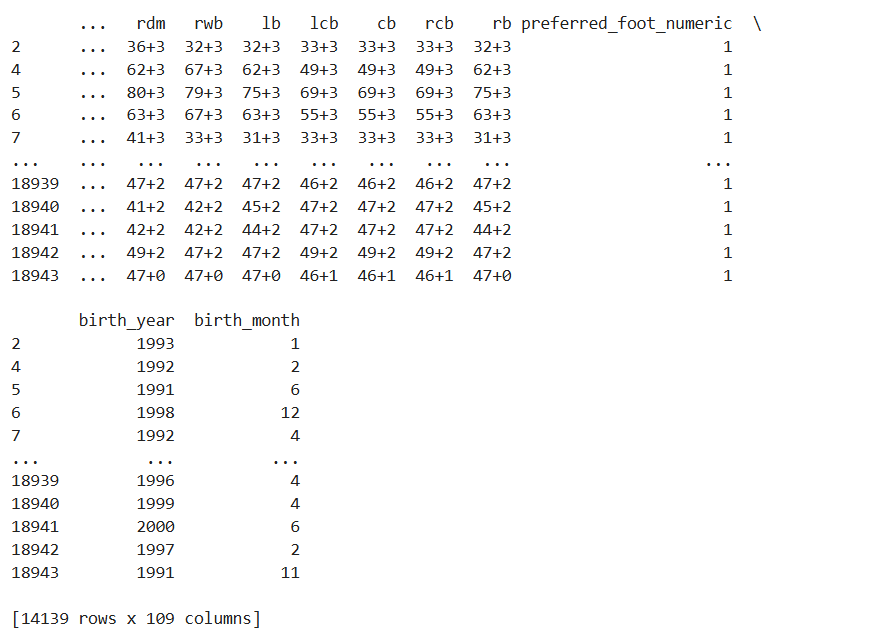 ... rdm rwb lb lcb cb rcb rb preferred_foot_numeric \
2 ... 36+3 32+3 32+3 33+3 33+3 33+3 32+3 1
4 ... 62+3 67+3 62+3 49+3 49+3 49+3 62+3 1
5 ... 80+3 79+3 75+3 69+3 69+3 69+3 75+3 1
6 ... 63+3 67+3 63+3 55+3 55+3 55+3 63+3 1
7 ... 41+3 33+3 31+3 33+3 33+3 33+3 31+3 1
... ... ... ... ... ... ... ... ... ...
18939 ... 47+2 47+2 47+2 46+2 46+2 46+2 47+2 1
18940 ... 41+2 42+2 45+2 47+2 47+2 47+2 45+2 1
18941 ... 42+2 42+2 44+2 47+2 47+2 47+2 44+2 1
18942 ... 49+2 47+2 47+2 49+2 49+2 49+2 47+2 1
18943 ... 47+0 47+0 47+0 46+1 46+1 46+1 47+0 1
birth_year birth_month
2 1993 1
4 1992 2
5 1991 6
6 1998 12
7 1992 4
... ... ...
18939 1996 4
18940 1999 4
18941 2000 6
18942 1997 2
18943 1991 11
[14139 rows x 109 columns]